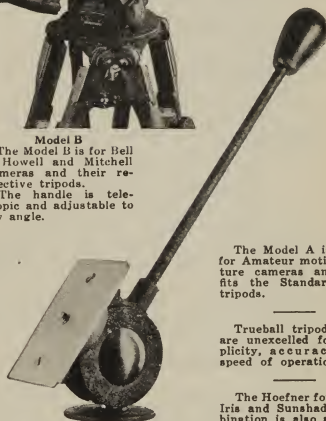 Model B
The Model B is for Bell
Howell and Mitchell
meras and their re-
ective tripods.
The handle is tele-
opic and adjustable to
y angle.
The Model A i
for Amateur moti
ture cameras an
fits the Standar
tripods.
Trueball tripod
are unexcelled fo
plicity, accurac
speed of operatio
The Hoefner fo
Iris and Sunshad
bination is also a